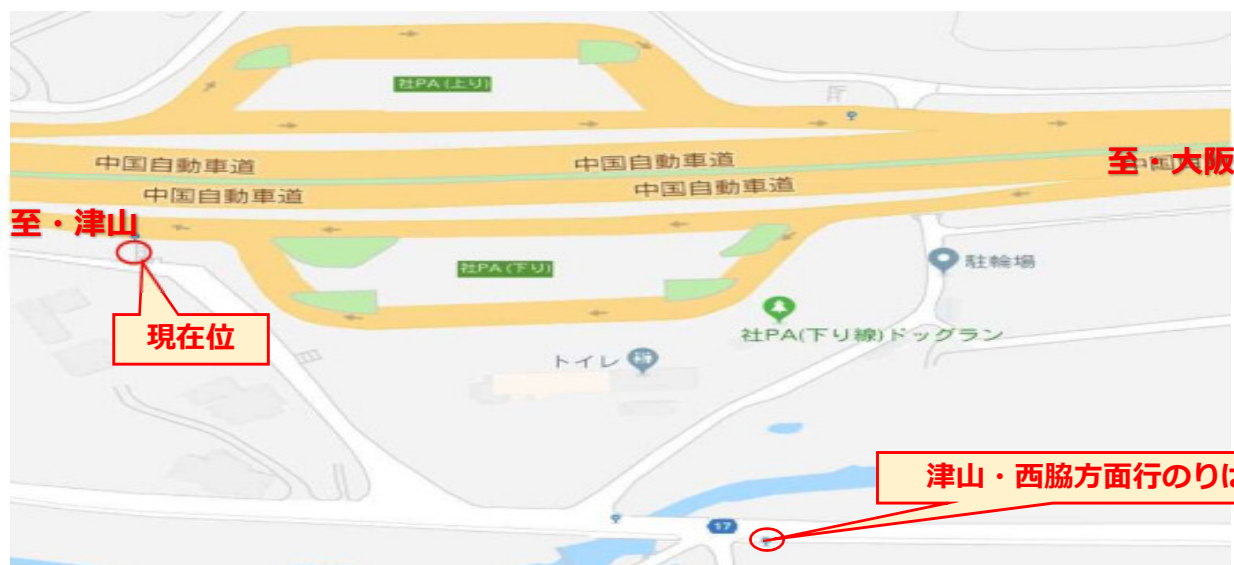 社PA(上り)
中国自動車道
中国自動車道
至・大阪
中国自動車道
中国自動車道
至・津山
社PA(下り)
駐輪場
現在位
社PA(下り線)ドッグラン
トイレ
津山・西脇方面行のりは
17